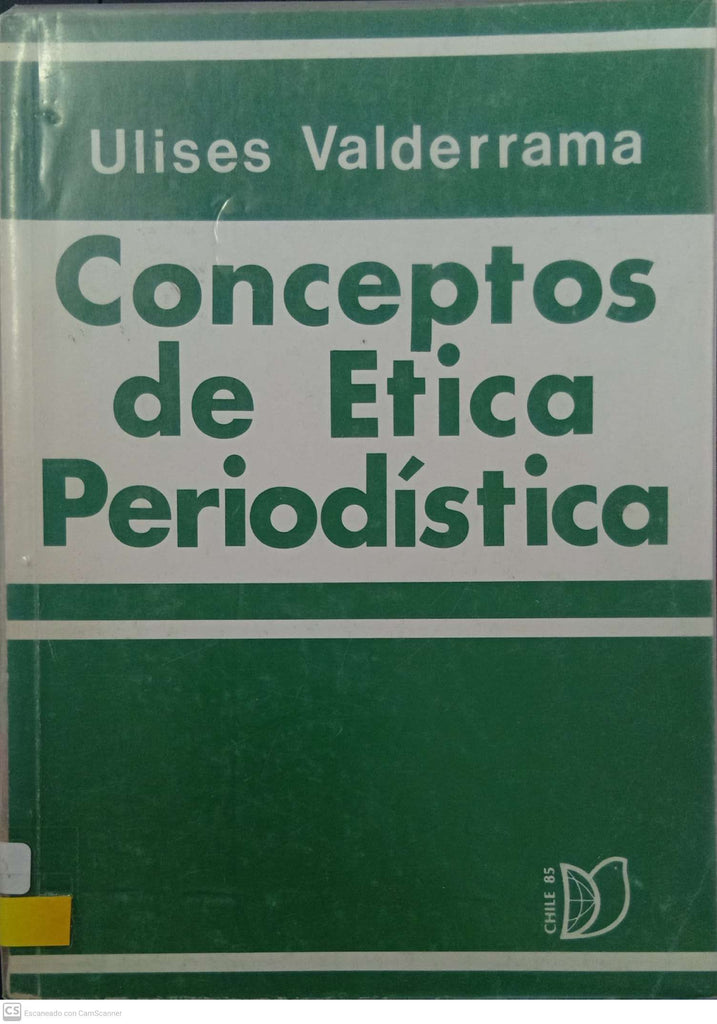 Ulises Valderrama
Conceptos
de Etica
Periodística
CHILE 85
CS Escaneado con CamScanner